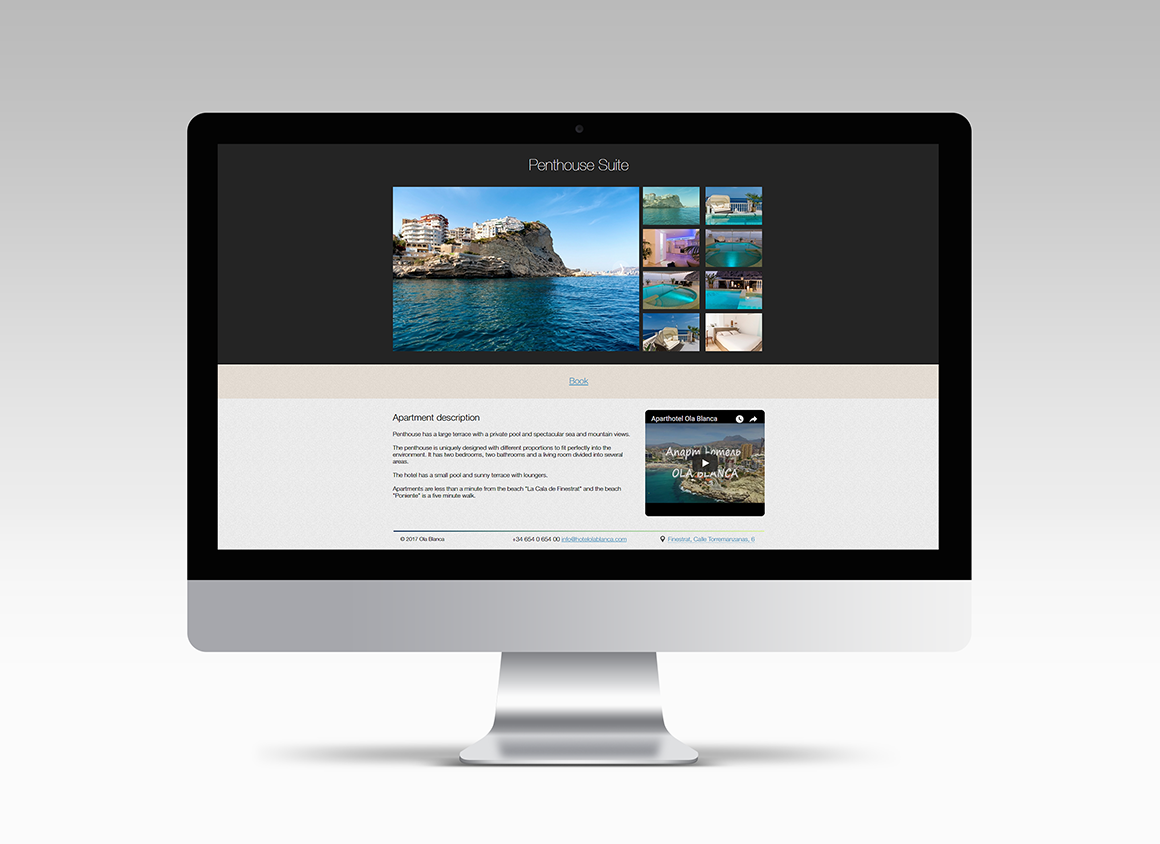 Penthouse Suite
Book
Apartment description
Penthouse has a large terrace with a private pool and spectacular sea and mountain views.
The penthouse is uniquely designed with different proportions to fit perfectly into the
environment. It has two bedrooms, two bathrooms and a living room divided into several
areas.
The hotel has a small pool and sunny terrace with loungers.
Apartments are less than a minute from the beach "La Cala de Finestrat" and the beach
"Poniente" is a five minute walk.
Aparthotel Ola Blanca
Апарт готель
OLA BLANCA
© 2017 Ola Blanca
+34 654 0 654 00 info@hotelolablanca.com
Finestrat, Calle Torremanzanas, 6